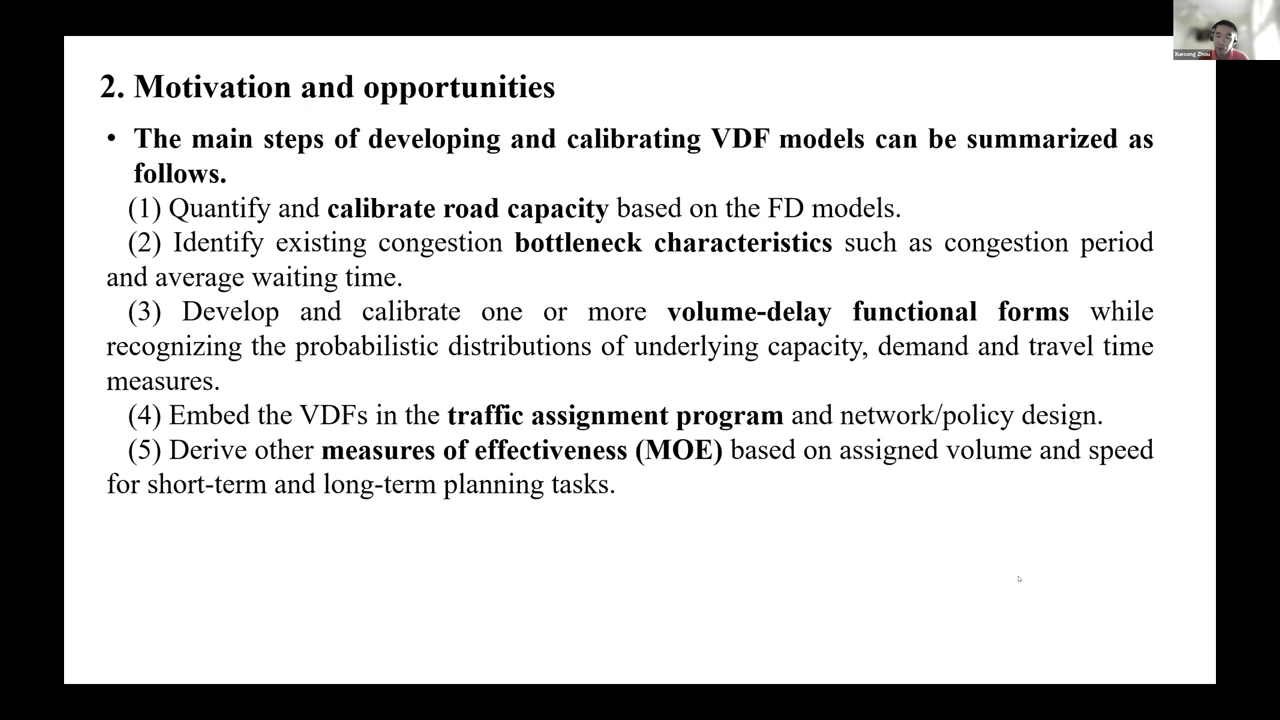 Xuesong Zhou
2. Motivation and opportunities
• The main steps of developing and calibrating VDF models can be summarized as
follows.
(1) Quantify and calibrate road capacity based on the FD models.
(2) Identify existing congestion bottleneck characteristics such as congestion period
and average waiting time.
(3) Develop and calibrate one or more volume-delay functional forms while
recognizing the probabilistic distributions of underlying capacity, demand and travel time
measures.
(4) Embed the VDFs in the traffic assignment program and network/policy design.
(5) Derive other measures of effectiveness (MOE) based on assigned volume and speed
for short-term and long-term planning tasks.